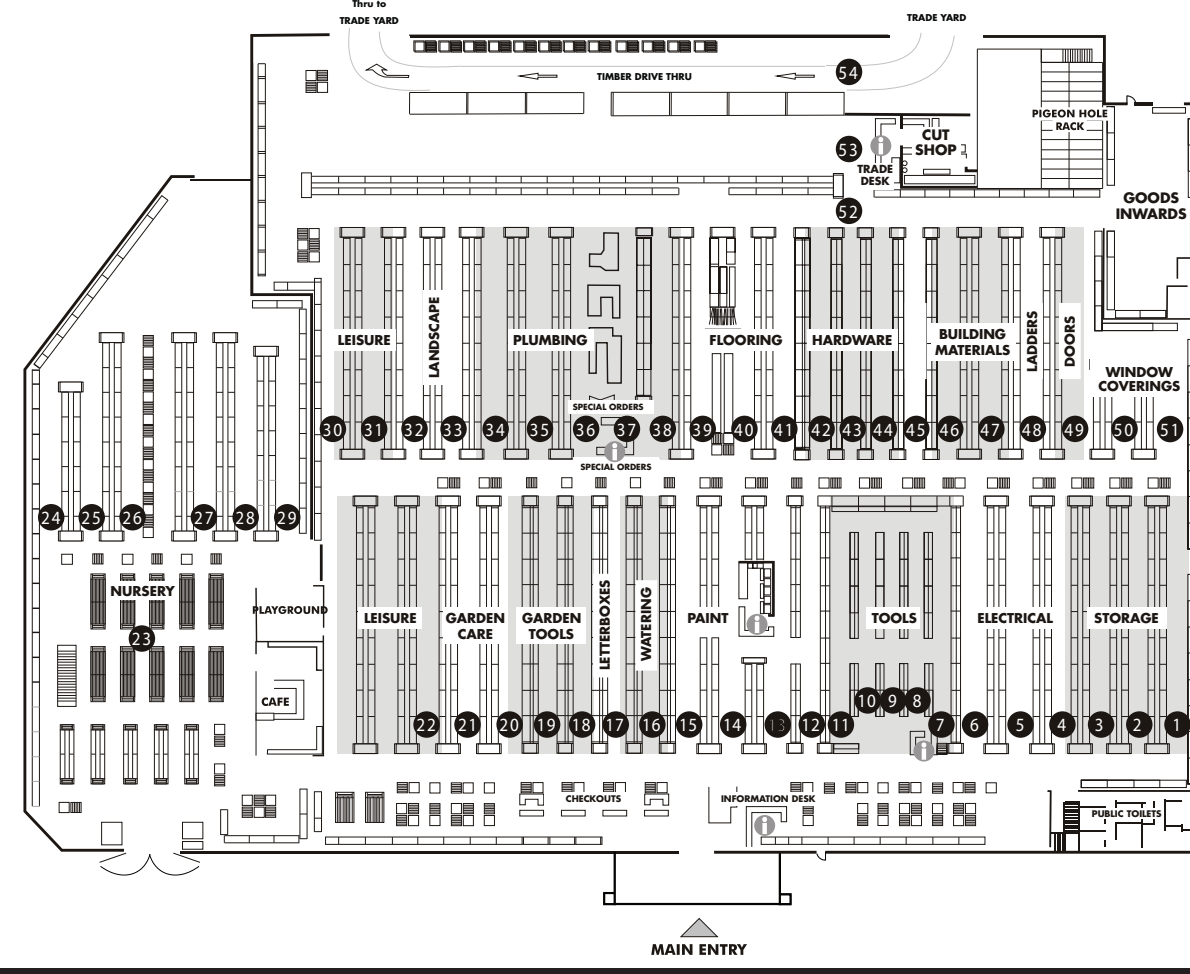 Thru to
TRADE YARD
TRADE YARD
54
TIMBER DRIVE THRU
PIGEON HOLE
RACK
CUT
SHOP
53
TRADE
DESK
GOODS
INWARDS
52
LEISURE
LANDSCAPE
PLUMBING
FLOORING
HARDWARE
BUILDING
MATERIALS
LADDERS
DOORS
WINDOW
COVERINGS
SPECIAL ORDERS
30 31 32 33 34 35 36 37 38 39 40 41 42 43 44 45 46 47 48 49 50 51
i
SPECIAL ORDERS
24 25 26 27 28 29
NURSERY
23
PLAYGROUND
CAFE
LEISURE
GARDEN
CARE
GARDEN
TOOLS
LETTERBOXES
WATERING
PAINT
i
TOOLS
ELECTRICAL
STORAGE
10 9 8
22 21 20 19 18 17 16 15 14 13 12 11 7 6 5 4 3 2 1
i
CHECKOUTS
INFORMATION DESK
i
PUBLIC TOILETS
MAIN ENTRY